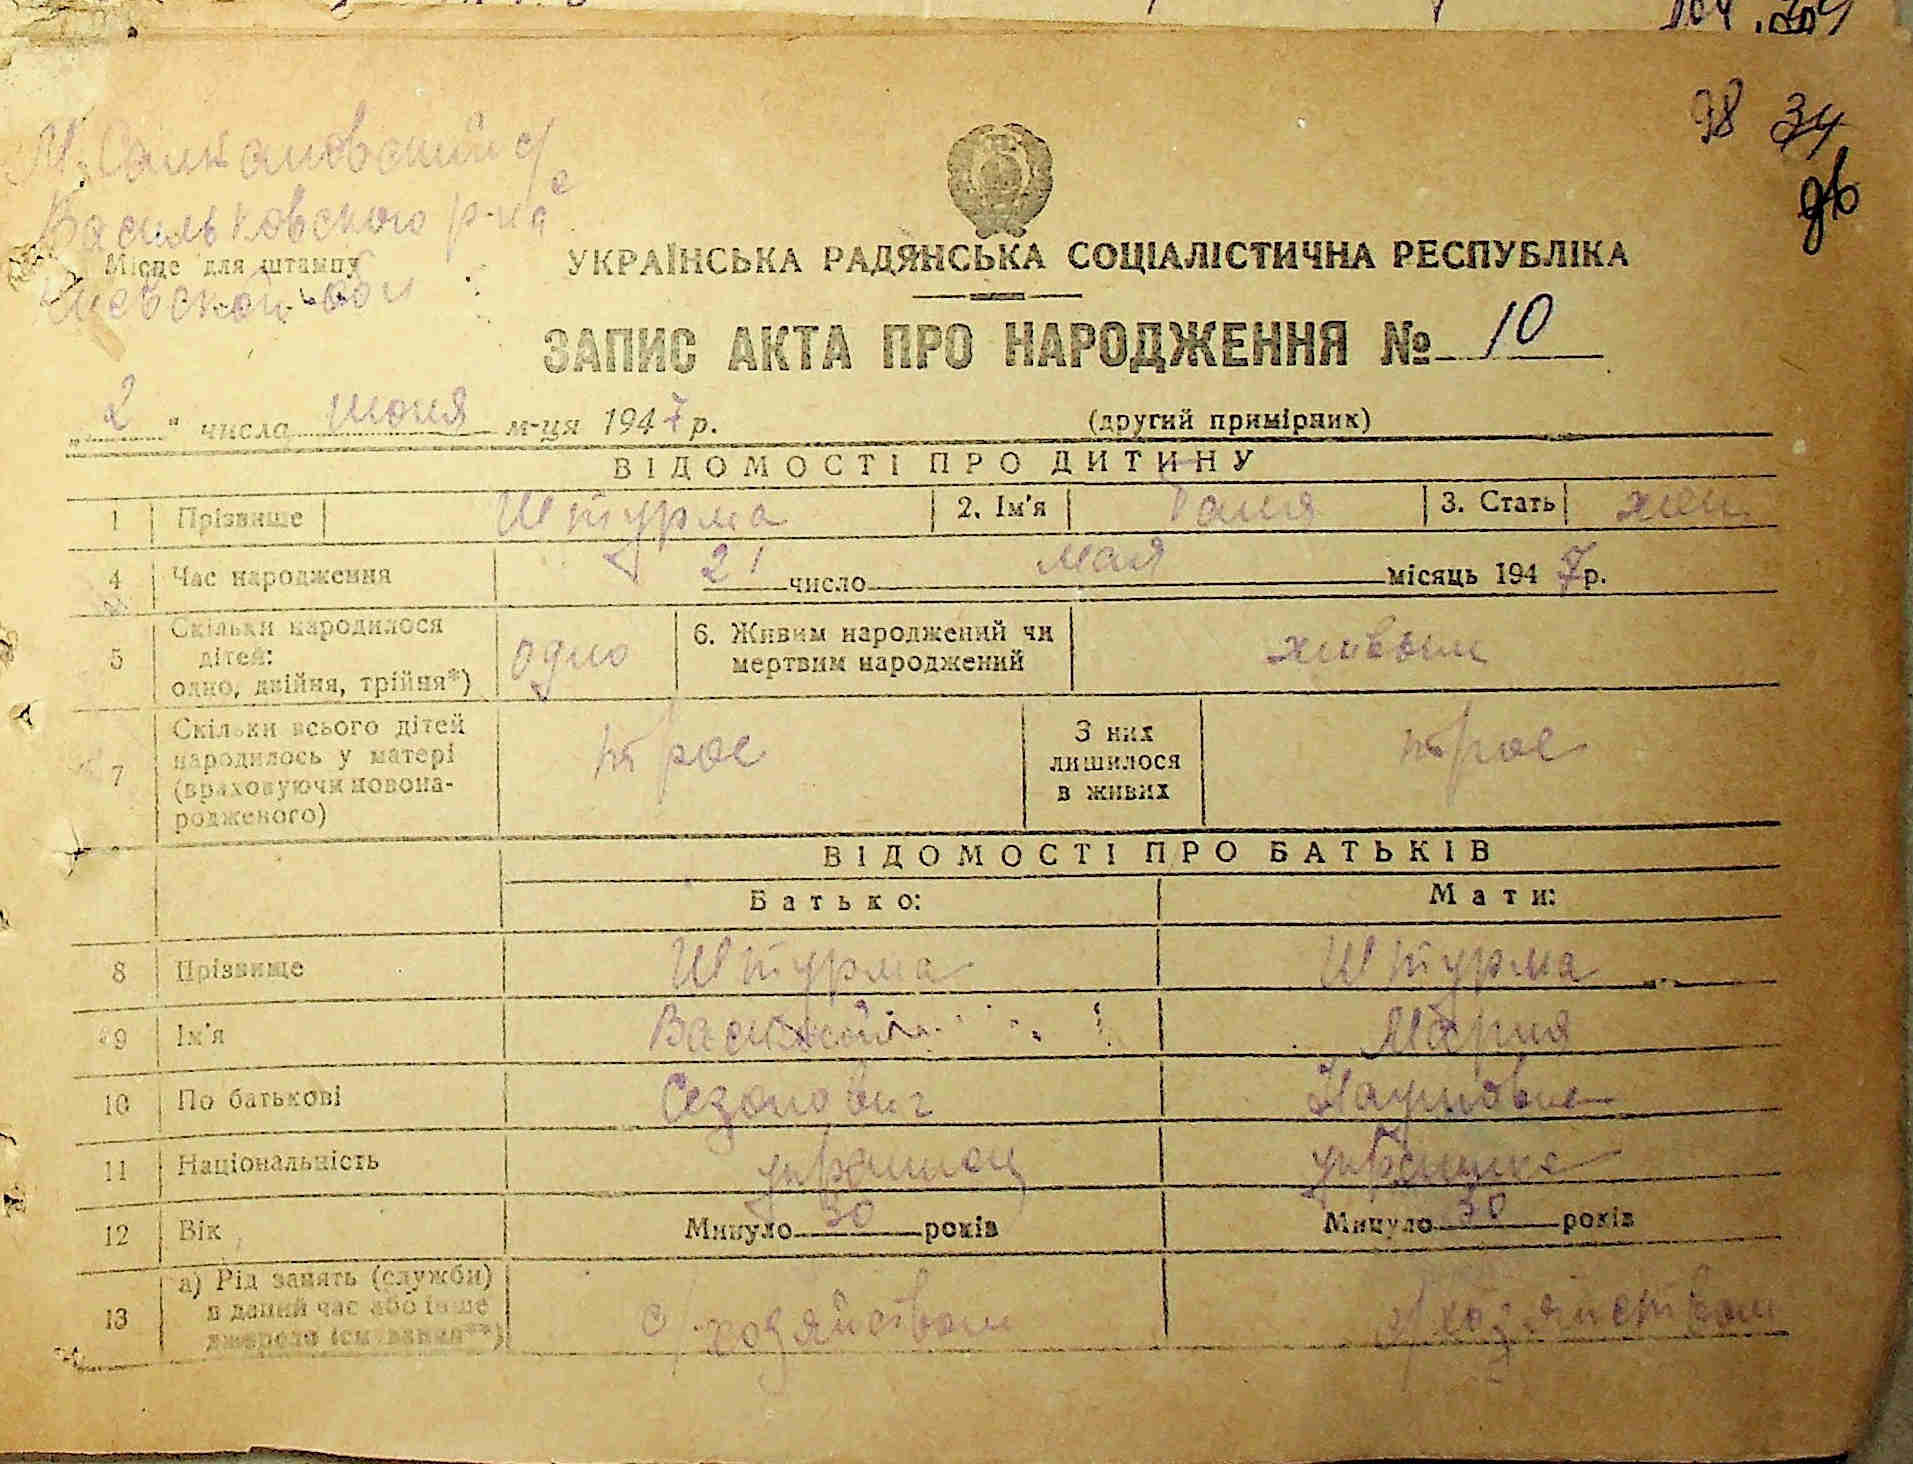 98 34
96
М. Солтановский с/с
Васильковского р-на
Місце для штампу
Киевской обл
УКРАЇНСЬКА РАДЯНСЬКА СОЦІАЛІСТИЧНА РЕСПУБЛІКА
ЗАПИС АКТА ПРО НАРОДЖЕННЯ № 10
„ 2 " числа июня м-ця 1947 р.
(другий примірник)
ВІДОМОСТІ ПРО ДИТИНУ
1 Прізвище Штурма 2. Ім'я Галя 3. Стать жен
4 Час народження 21 число мая місяць 1947 р.
5 Скільки народилося дітей: одно, двійня, трійня*) одно 6. Живим народжений чи мертвим народжений живым
7 Скільки всього дітей народилось у матері (враховуючи новонародженого) трое З них лишилося в живих трое
ВІДОМОСТІ ПРО БАТЬКІВ
Батько: Мати:
8 Прізвище Штурма Штурма
9 Ім'я Василий Мария
10 По батькові Сезонович Наумовна
11 Національність украинец украинка
12 Вік Минуло 30 років Минуло 30 років
13 а) Рід занять (служби) в даний час або інше джерело існування**) с/хозяйством с/хозяйством